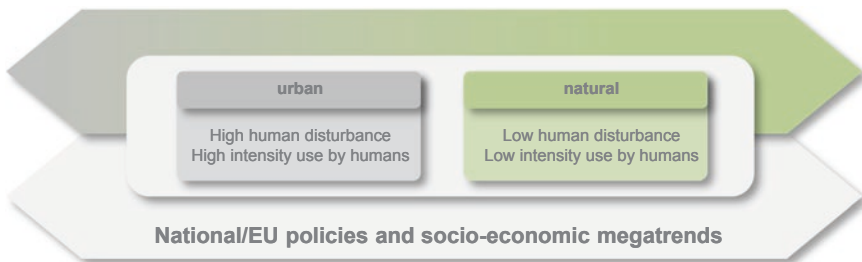 urban
High human disturbance
High intensity use by humans
natural
Low human disturbance
Low intensity use by humans
National/EU policies and socio-economic megatrends